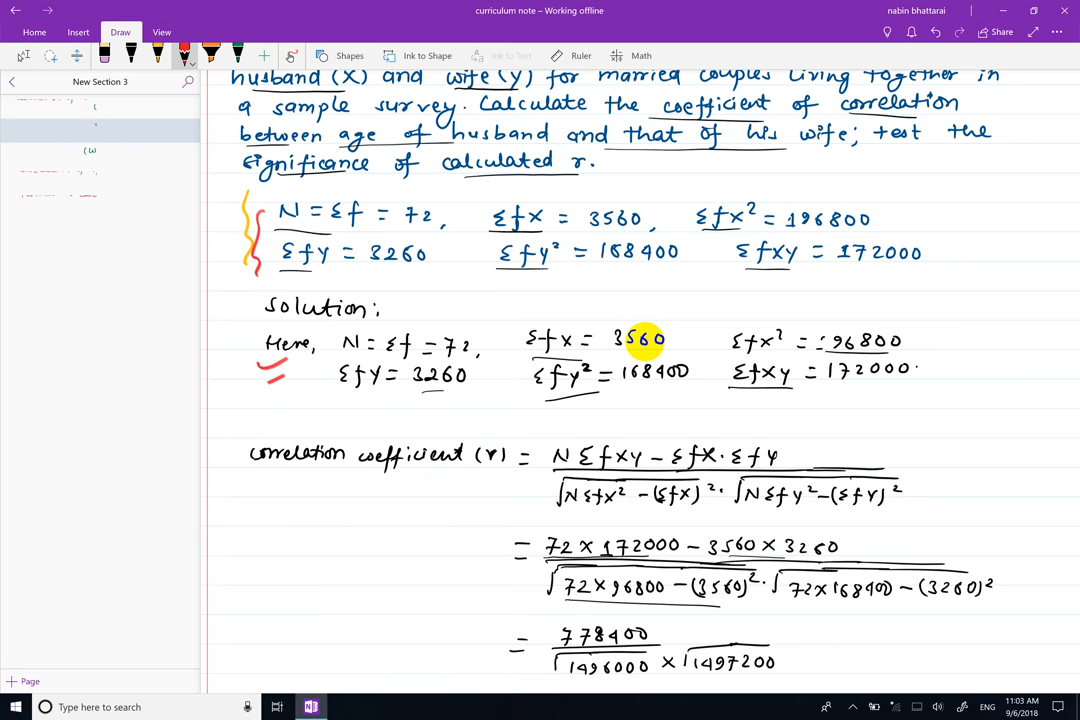 curriculum note – Working offline
nabin bhattarai
Home Insert Draw View
Share
Shapes Ink to Shape Ink to Text Ruler Math
New Section 3
husband (X) and wife (Y) for married couples living together in
a sample survey. Calculate the coefficient of correlation
between age of husband and that of his wife; test the
significance of calculated r.
N = Σf = 72, Σfx = 3560, Σfx² = 196800
Σfy = 3260 Σfy² = 168400 Σfxy = 172000
Solution:
Here, N = Σf = 72, Σfx = 3560 Σfx² = 196800
Σfy = 3260 Σfy² = 168400 Σfxy = 172000.
correlation coefficient (r) = NΣfxy – Σfx·Σfy
√NΣfx² – (Σfx)² · √NΣfy² – (Σfy)²
= 72 × 172000 – 3560 × 3260
√72×96800 – (3560)² · √72×168400 – (3260)²
= 778400
√1496000 × √1497200
Page
Type here to search
ENG
11:03 AM
9/6/2018